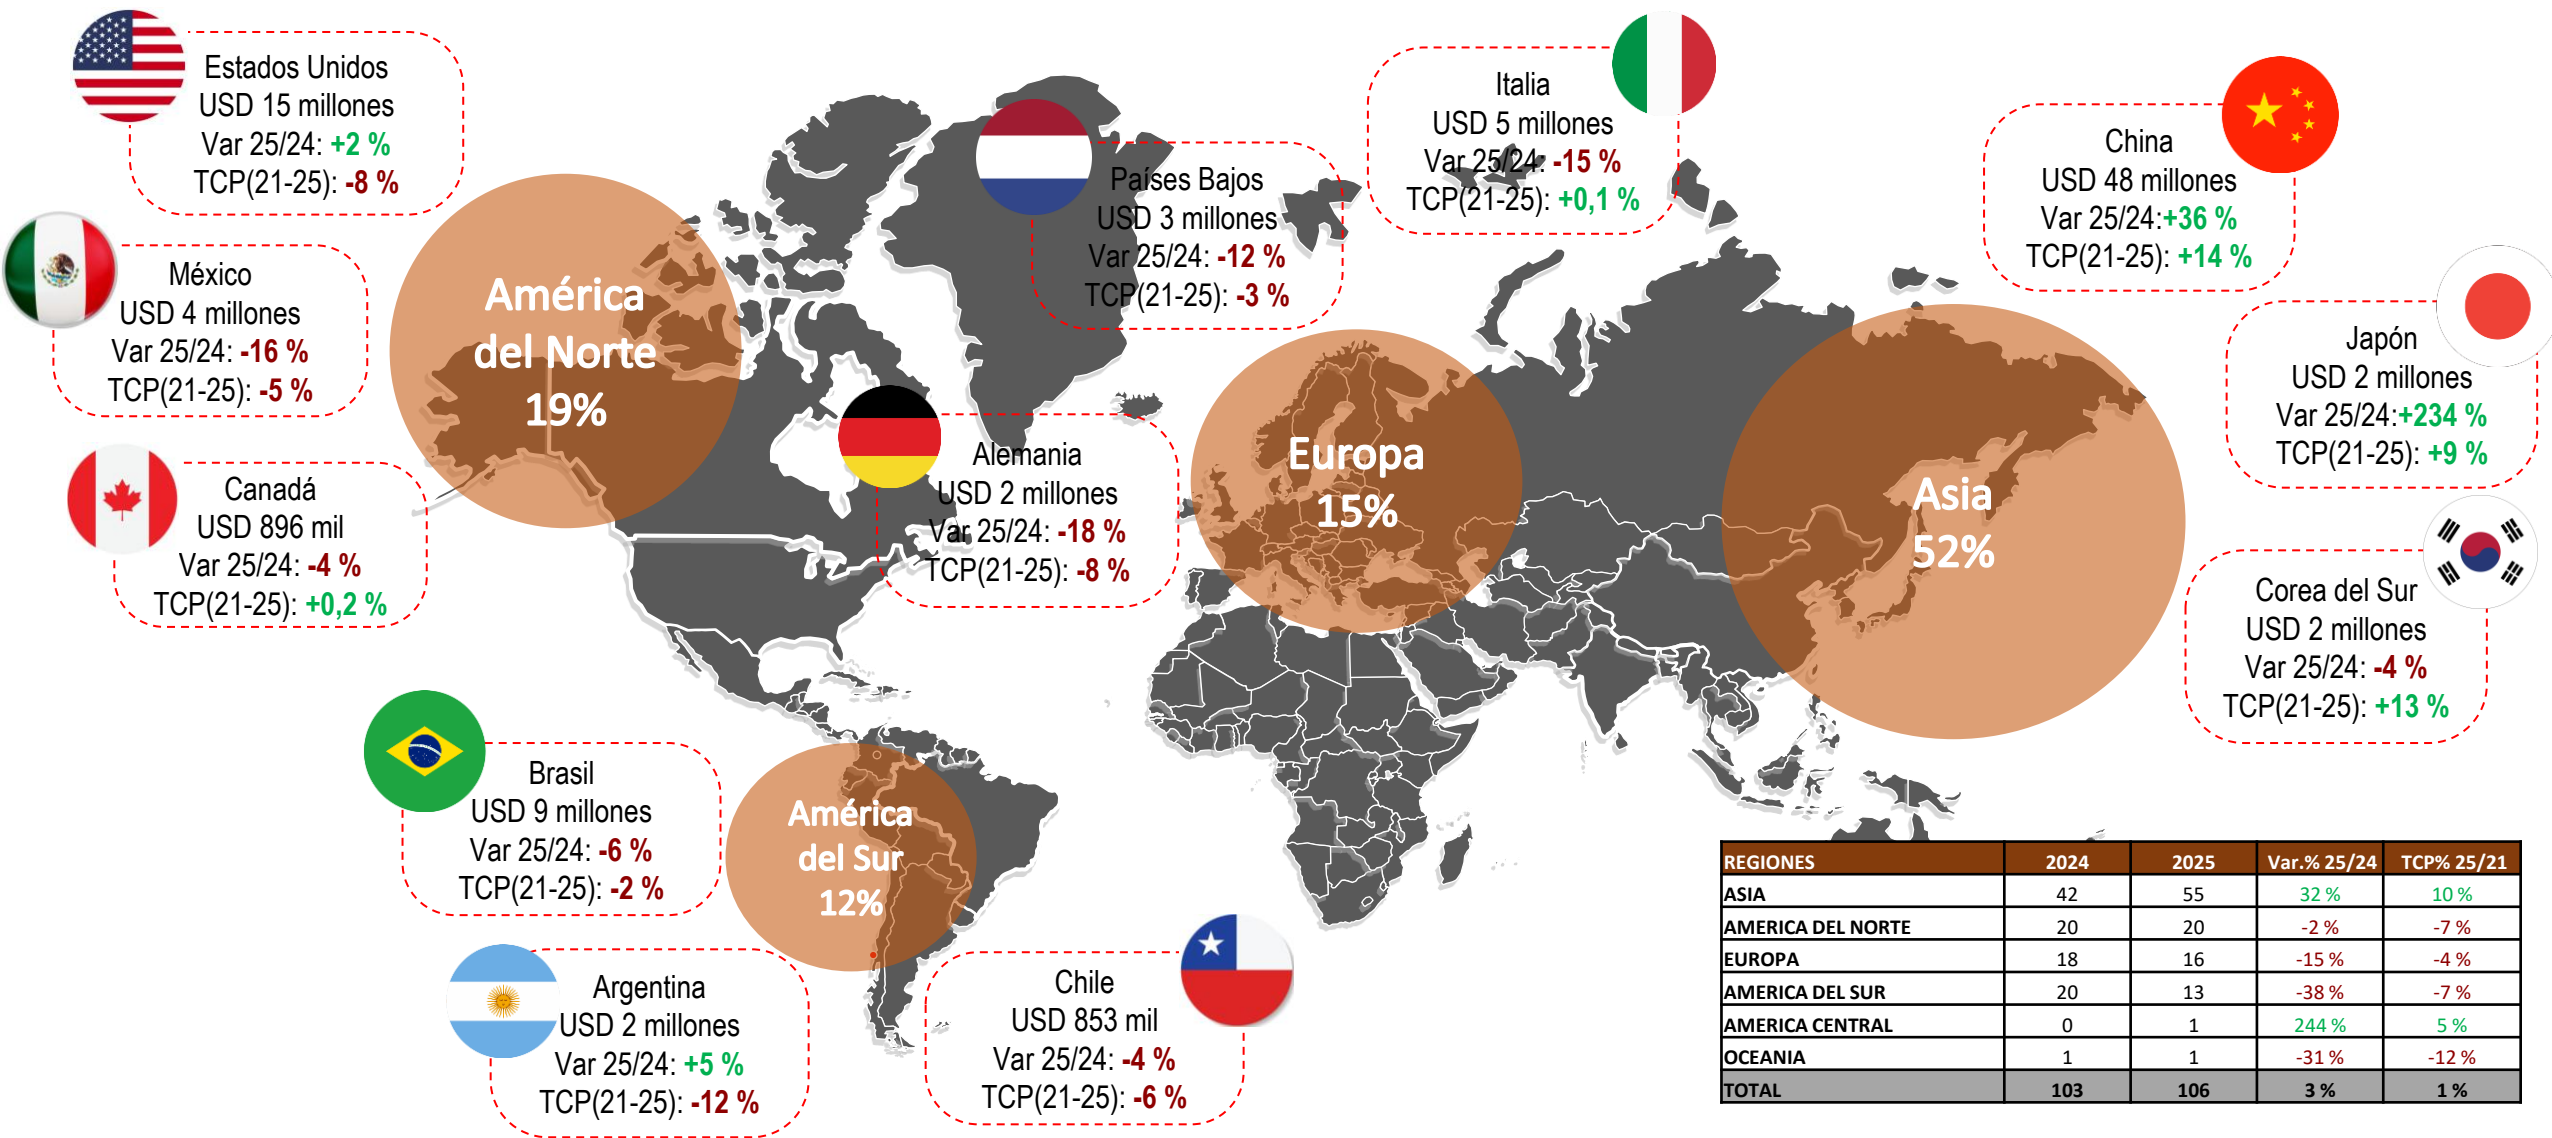 Estados Unidos
USD 15 millones
Var 25/24: +2 %
TCP(21-25): -8 %
México
USD 4 millones
Var 25/24: -16 %
TCP(21-25): -5 %
Canadá
USD 896 mil
Var 25/24: -4 %
TCP(21-25): +0,2 %
América
del Norte
19%
Países Bajos
USD 3 millones
Var 25/24: -12 %
TCP(21-25): -3 %
Italia
USD 5 millones
Var 25/24: -15 %
TCP(21-25): +0,1 %
Alemania
USD 2 millones
Var 25/24: -18 %
TCP(21-25): -8 %
Europa
15%
China
USD 48 millones
Var 25/24:+36 %
TCP(21-25): +14 %
Japón
USD 2 millones
Var 25/24:+234 %
TCP(21-25): +9 %
Corea del Sur
USD 2 millones
Var 25/24: -4 %
TCP(21-25): +13 %
Asia
52%
Brasil
USD 9 millones
Var 25/24: -6 %
TCP(21-25): -2 %
América
del Sur
12%
Argentina
USD 2 millones
Var 25/24: +5 %
TCP(21-25): -12 %
Chile
USD 853 mil
Var 25/24: -4 %
TCP(21-25): -6 %
REGIONES 2024 2025 Var.% 25/24 TCP% 25/21
ASIA 42 55 32 % 10 %
AMERICA DEL NORTE 20 20 -2 % -7 %
EUROPA 18 16 -15 % -4 %
AMERICA DEL SUR 20 13 -38 % -7 %
AMERICA CENTRAL 0 1 244 % 5 %
OCEANIA 1 1 -31 % -12 %
TOTAL 103 106 3 % 1 %